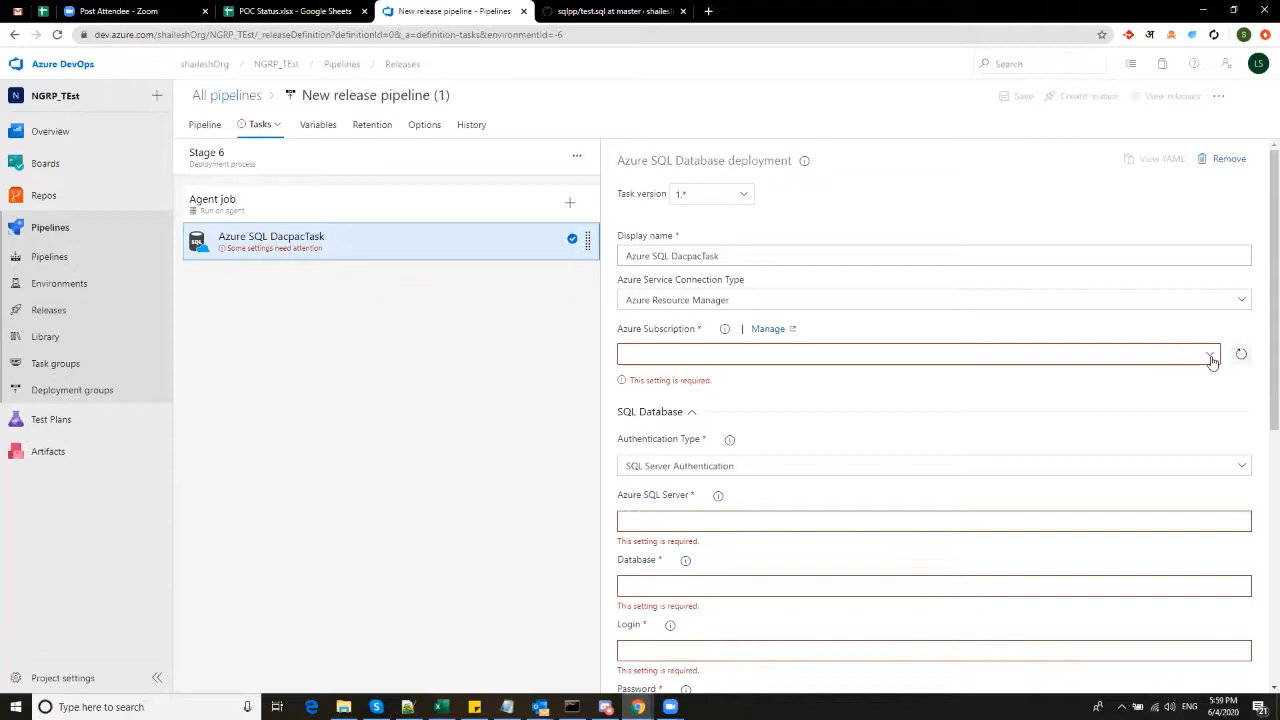 Post Attendee - Zoom
POC Status.xlsx - Google Sheets
New release pipeline - Pipelines
sqlpp/test.sql at master · shailesh
dev.azure.com/shaileshOrg/NGRP_TEst/_releaseDefinition?definitionId=0&_a=definition-tasks&environmentId=-6
S
Azure DevOps
shaileshOrg
NGRP_TEst
Pipelines
Releases
Search
LS
N
NGRP_TEst
All pipelines
New release pipeline (1)
Save
Create release
View releases
Overview
Boards
Repos
Pipelines
Pipelines
Environments
Releases
Library
Task groups
Deployment groups
Test Plans
Artifacts
Project settings
Pipeline
Tasks
Variables
Retention
Options
History
Stage 6
Deployment process
Agent job
Run on agent
SQL
Azure SQL DacpacTask
Some settings need attention
Azure SQL Database deployment
View YAML
Remove
Task version
1.*
Display name *
Azure SQL DacpacTask
Azure Service Connection Type
Azure Resource Manager
Azure Subscription *
|
Manage
This setting is required.
SQL Database
Authentication Type *
SQL Server Authentication
Azure SQL Server *
This setting is required.
Database *
This setting is required.
Login *
This setting is required.
Password *
Type here to search
ENG
5:59 PM
6/4/2020
21